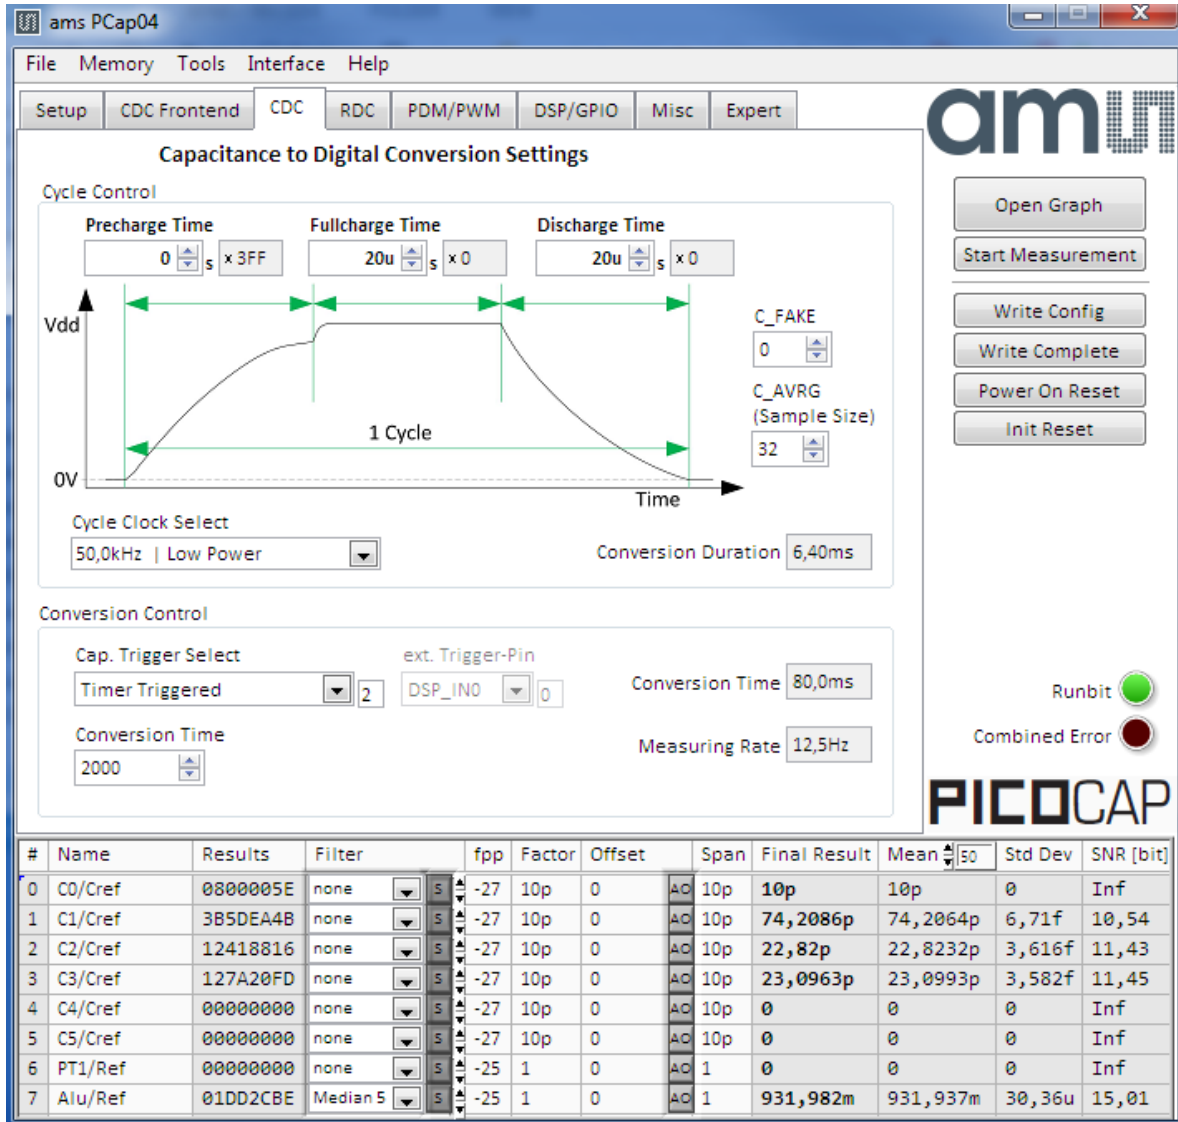 ams PCap04
File Memory Tools Interface Help
Setup CDC Frontend CDC RDC PDM/PWM DSP/GPIO Misc Expert
amu
Capacitance to Digital Conversion Settings
Cycle Control
Precharge Time Fullcharge Time Discharge Time
0 s x 3FF 20u s x 0 20u s x 0
Vdd
C_FAKE
0
C_AVRG
(Sample Size)
32
1 Cycle
0V
Time
Cycle Clock Select
50,0kHz | Low Power
Conversion Duration 6,40ms
Open Graph
Start Measurement
Write Config
Write Complete
Power On Reset
Init Reset
Conversion Control
Cap. Trigger Select ext. Trigger-Pin
Timer Triggered 2 DSP_IN0 0
Conversion Time 80,0ms
Conversion Time
2000
Measuring Rate 12,5Hz
Runbit
Combined Error
PICOCAP
# Name Results Filter fpp Factor Offset Span Final Result Mean 50 Std Dev SNR [bit]
0 C0/Cref 0800005E none S -27 10p 0 AO 10p 10p 10p 0 Inf
1 C1/Cref 3B5DEA4B none S -27 10p 0 AO 10p 74,2086p 74,2064p 6,71f 10,54
2 C2/Cref 12418816 none S -27 10p 0 AO 10p 22,82p 22,8232p 3,616f 11,43
3 C3/Cref 127A20FD none S -27 10p 0 AO 10p 23,0963p 23,0993p 3,582f 11,45
4 C4/Cref 00000000 none S -27 10p 0 AO 10p 0 0 0 Inf
5 C5/Cref 00000000 none S -27 10p 0 AO 10p 0 0 0 Inf
6 PT1/Ref 00000000 none S -25 1 0 AO 1 0 0 0 Inf
7 Alu/Ref 01DD2CBE Median 5 S -25 1 0 AO 1 931,982m 931,937m 30,36u 15,01